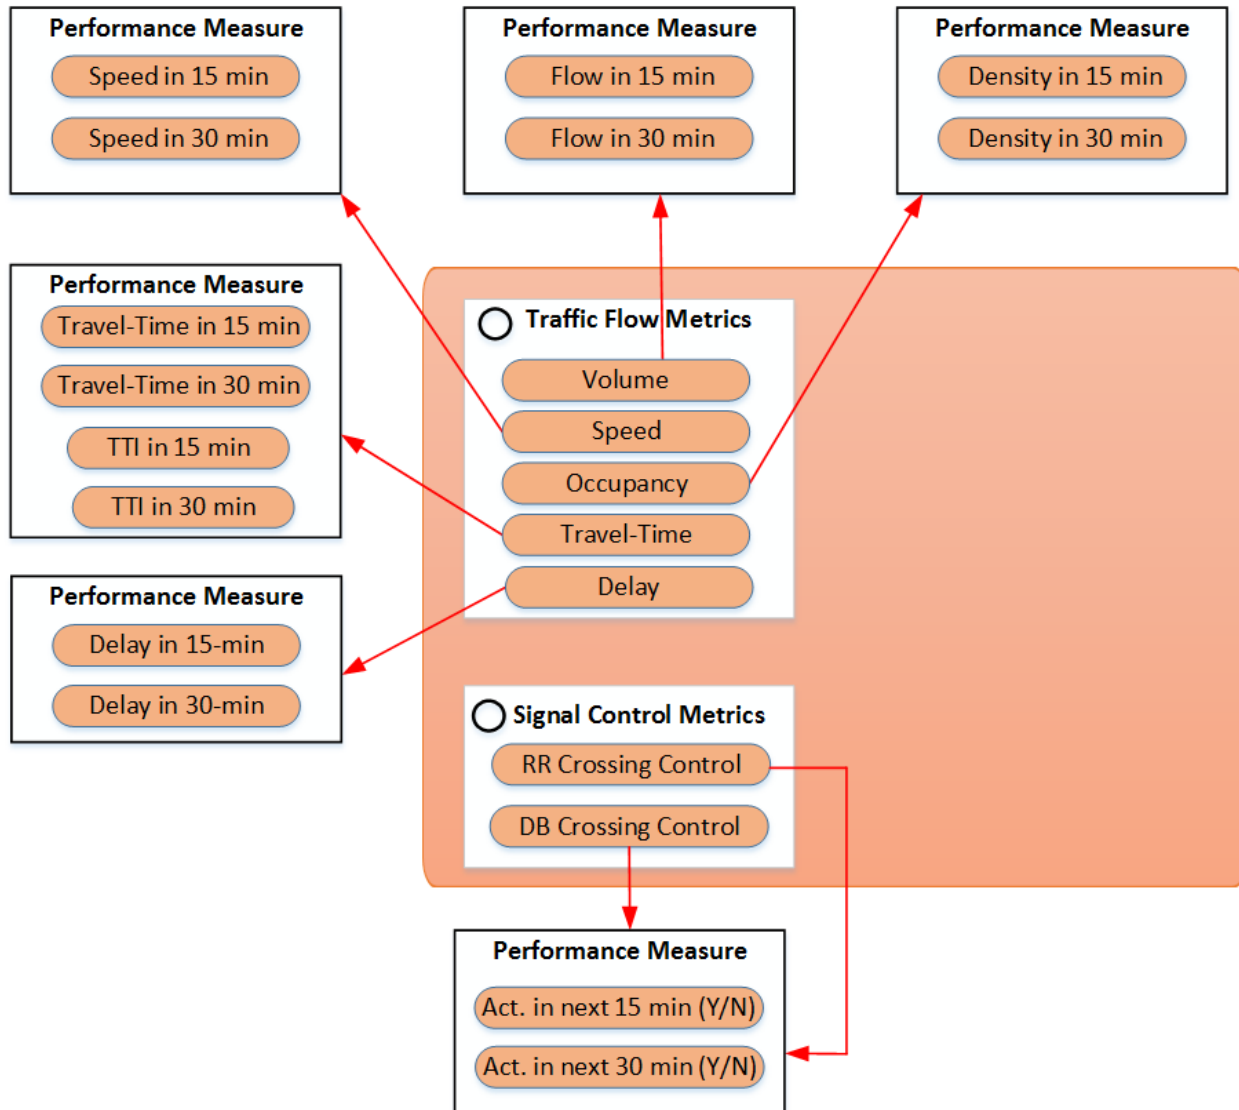 Performance Measure
Speed in 15 min
Speed in 30 min
Performance Measure
Flow in 15 min
Flow in 30 min
Performance Measure
Density in 15 min
Density in 30 min
Performance Measure
Travel-Time in 15 min
Travel-Time in 30 min
TTI in 15 min
TTI in 30 min
Traffic Flow Metrics
Volume
Speed
Occupancy
Travel-Time
Delay
Performance Measure
Delay in 15-min
Delay in 30-min
Signal Control Metrics
RR Crossing Control
DB Crossing Control
Performance Measure
Act. in next 15 min (Y/N)
Act. in next 30 min (Y/N)